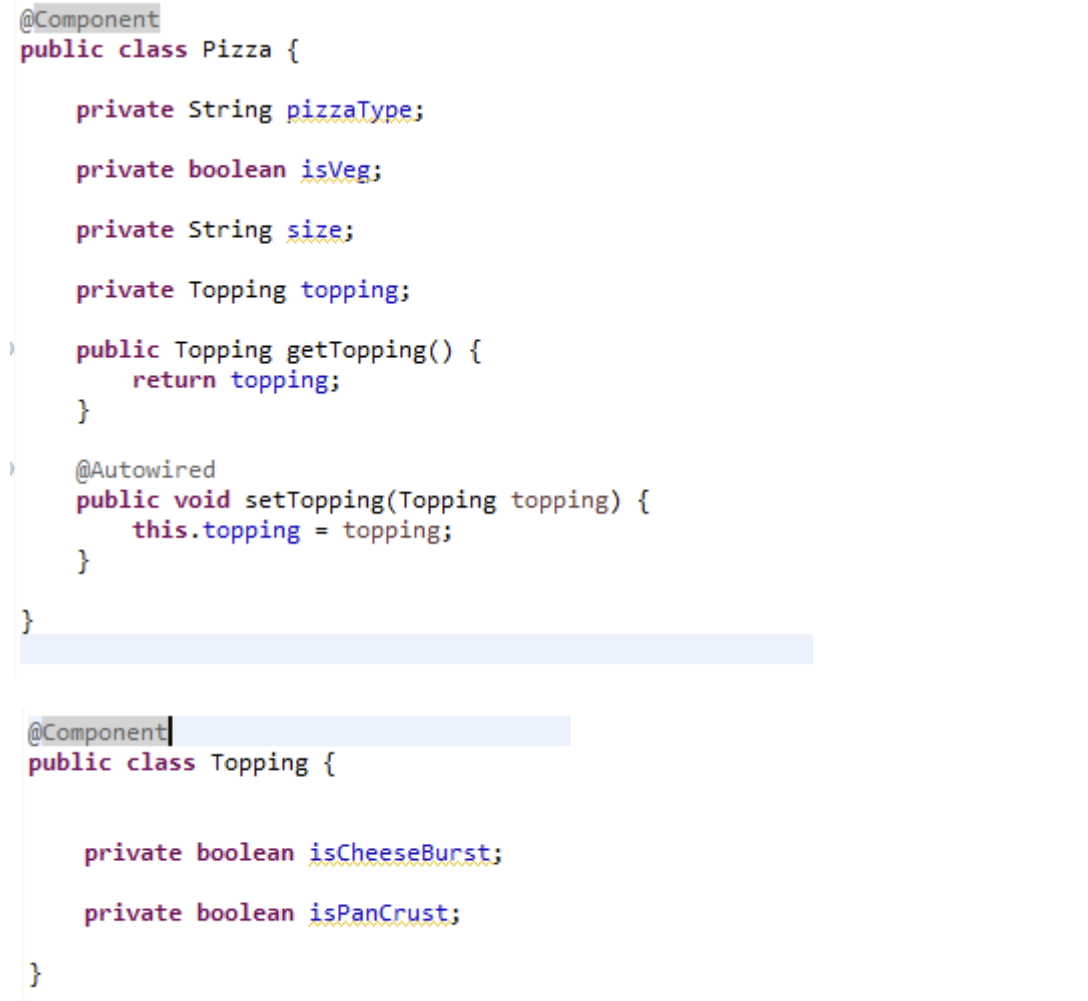 @Component
public class Pizza {
private String pizzaType;
private boolean isVeg;
private String size;
private Topping topping;
public Topping getTopping() {
return topping;
}
@Autowired
public void setTopping(Topping topping) {
this.topping = topping;
}
}
@Component
public class Topping {
private boolean isCheeseBurst;
private boolean isPanCrust;
}